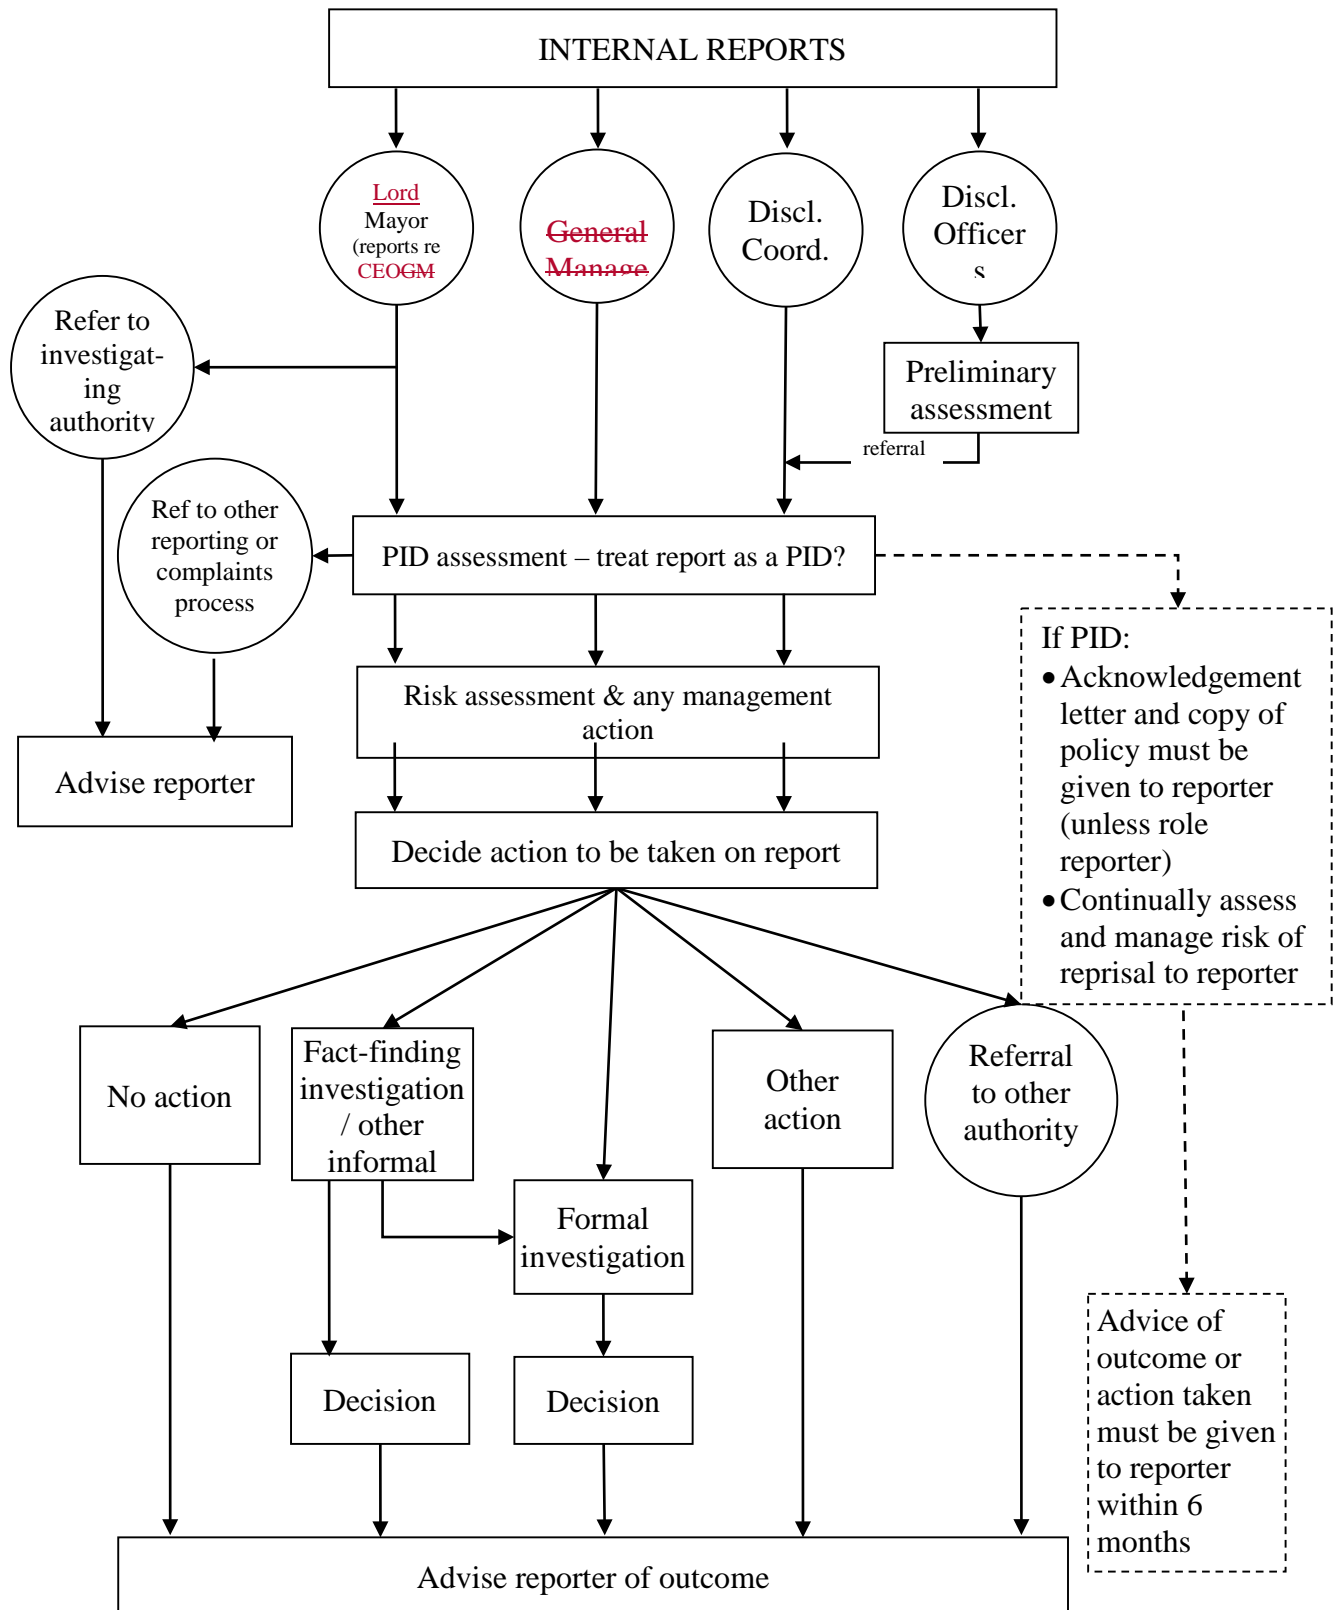 INTERNAL REPORTS
Lord
Mayor
(reports re
CEOGM
General
Manage
Discl.
Coord.
Discl.
Officer
s
Refer to
investigat-
ing
authority
Preliminary
assessment
referral
Ref to other
reporting or
complaints
process
PID assessment – treat report as a PID?
If PID:
• Acknowledgement
letter and copy of
policy must be
given to reporter
(unless role
reporter)
• Continually assess
and manage risk of
reprisal to reporter
Risk assessment & any management
action
Advise reporter
Decide action to be taken on report
No action
Fact-finding
investigation
/ other
informal
Other
action
Referral
to other
authority
Formal
investigation
Decision
Decision
Advice of
outcome or
action taken
must be given
to reporter
within 6
months
Advise reporter of outcome